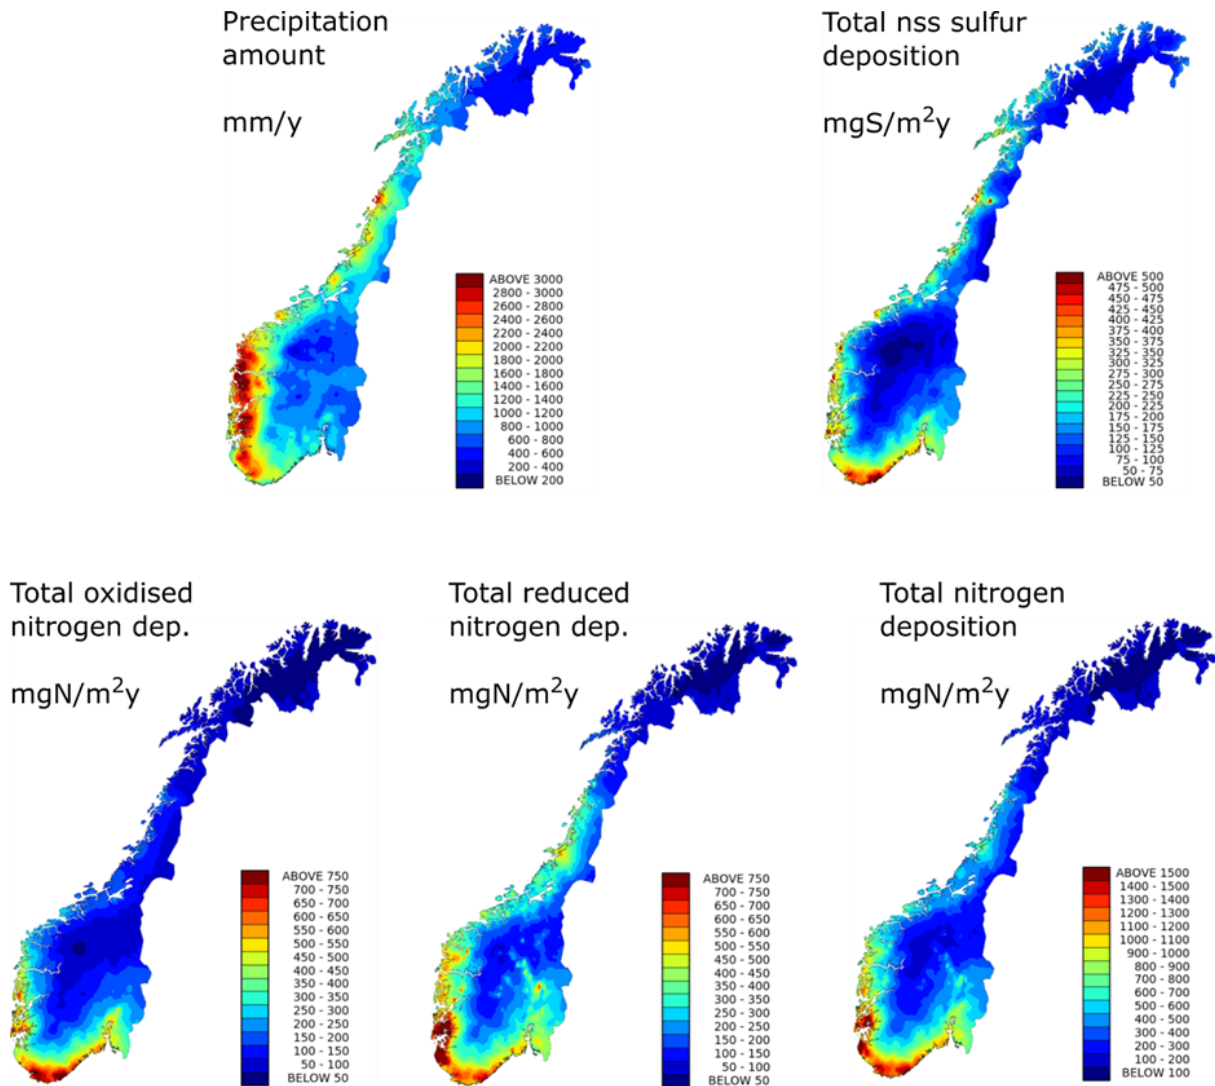 Precipitation
amount
mm/y
ABOVE 3000
2800 - 3000
2600 - 2800
2400 - 2600
2200 - 2400
2000 - 2200
1800 - 2000
1600 - 1800
1400 - 1600
1200 - 1400
1000 - 1200
800 - 1000
600 - 800
400 - 600
200 - 400
BELOW 200
Total nss sulfur
deposition
mgS/m²y
ABOVE 500
475 - 500
450 - 475
425 - 450
400 - 425
375 - 400
350 - 375
325 - 350
300 - 325
275 - 300
250 - 275
225 - 250
200 - 225
175 - 200
150 - 175
125 - 150
100 - 125
75 - 100
50 - 75
BELOW 50
Total oxidised
nitrogen dep.
mgN/m²y
ABOVE 750
700 - 750
650 - 700
600 - 650
550 - 600
500 - 550
450 - 500
400 - 450
350 - 400
300 - 350
250 - 300
200 - 250
150 - 200
100 - 150
50 - 100
BELOW 50
Total reduced
nitrogen dep.
mgN/m²y
ABOVE 750
700 - 750
650 - 700
600 - 650
550 - 600
500 - 550
450 - 500
400 - 450
350 - 400
300 - 350
250 - 300
200 - 250
150 - 200
100 - 150
50 - 100
BELOW 50
Total nitrogen
deposition
mgN/m²y
ABOVE 1500
1400 - 1500
1300 - 1400
1200 - 1300
1100 - 1200
1000 - 1100
900 - 1000
800 - 900
700 - 800
600 - 700
500 - 600
400 - 500
300 - 400
200 - 300
100 - 200
BELOW 100